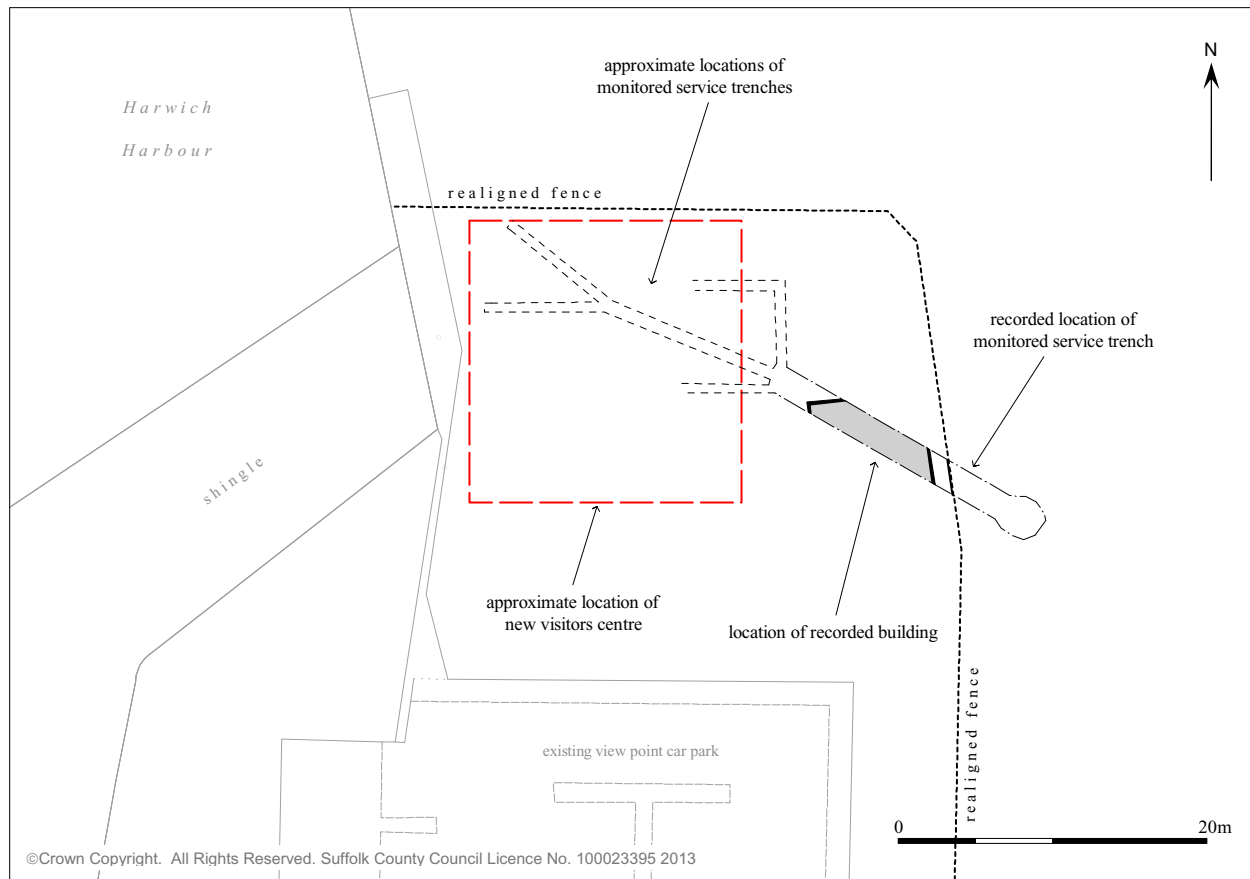 approximate locations of
monitored service trenches
N
Harwich
Harbour
realigned fence
recorded location of
monitored service trench
shingle
approximate location of
new visitors centre
location of recorded building
realigned fence
existing view point car park
0
20m
©Crown Copyright. All Rights Reserved. Suffolk County Council Licence No. 100023395 2013